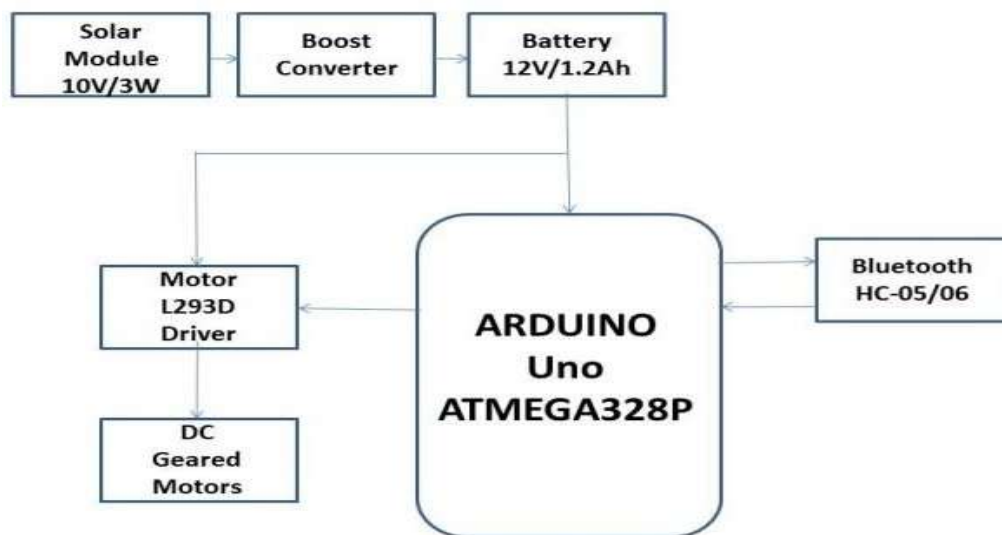 Solar
Module
10V/3W
Boost
Converter
Battery
12V/1.2Ah
Motor
L293D
Driver
ARDUINO
Uno
ATMEGA328P
Bluetooth
HC-05/06
DC
Geared
Motors